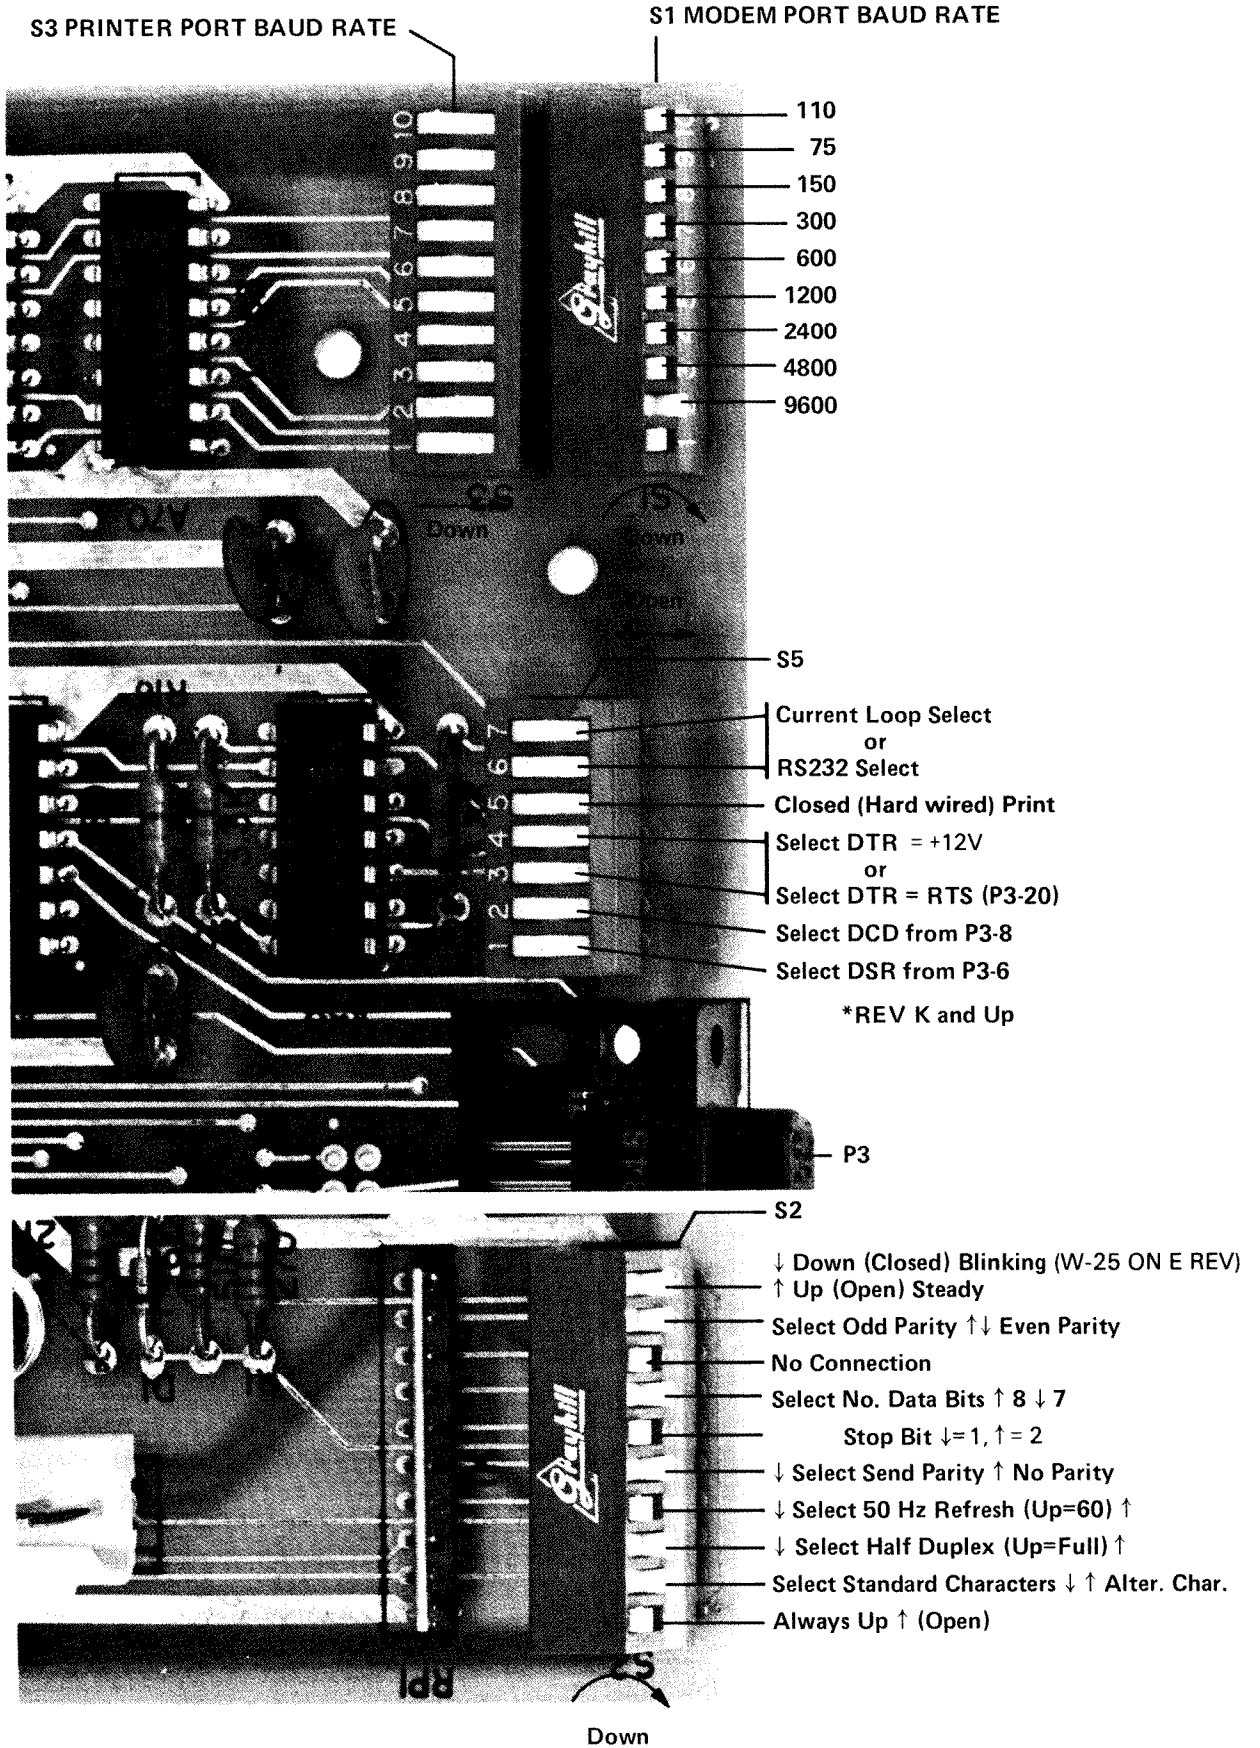 S3 PRINTER PORT BAUD RATE
S1 MODEM PORT BAUD RATE
10
9
8
7
6
5
4
3
2
1
Grayhill
110
75
150
300
600
1200
2400
4800
9600
S3
Down
S1
Down
Open
A70
R18
S5
7
6
5
4
3
2
1
Current Loop Select
or
RS232 Select
Closed (Hard wired) Print
Select DTR = +12V
or
Select DTR = RTS (P3-20)
Select DCD from P3-8
Select DSR from P3-6
*REV K and Up
P3
S2
↓ Down (Closed) Blinking (W-25 ON E REV)
↑ Up (Open) Steady
Select Odd Parity ↑↓ Even Parity
No Connection
Select No. Data Bits ↑ 8 ↓ 7
Stop Bit ↓= 1, ↑ = 2
↓ Select Send Parity ↑ No Parity
↓ Select 50 Hz Refresh (Up=60) ↑
↓ Select Half Duplex (Up=Full) ↑
Select Standard Characters ↓ ↑ Alter. Char.
Always Up ↑ (Open)
Grayhill
D1
RP1
S2
Down